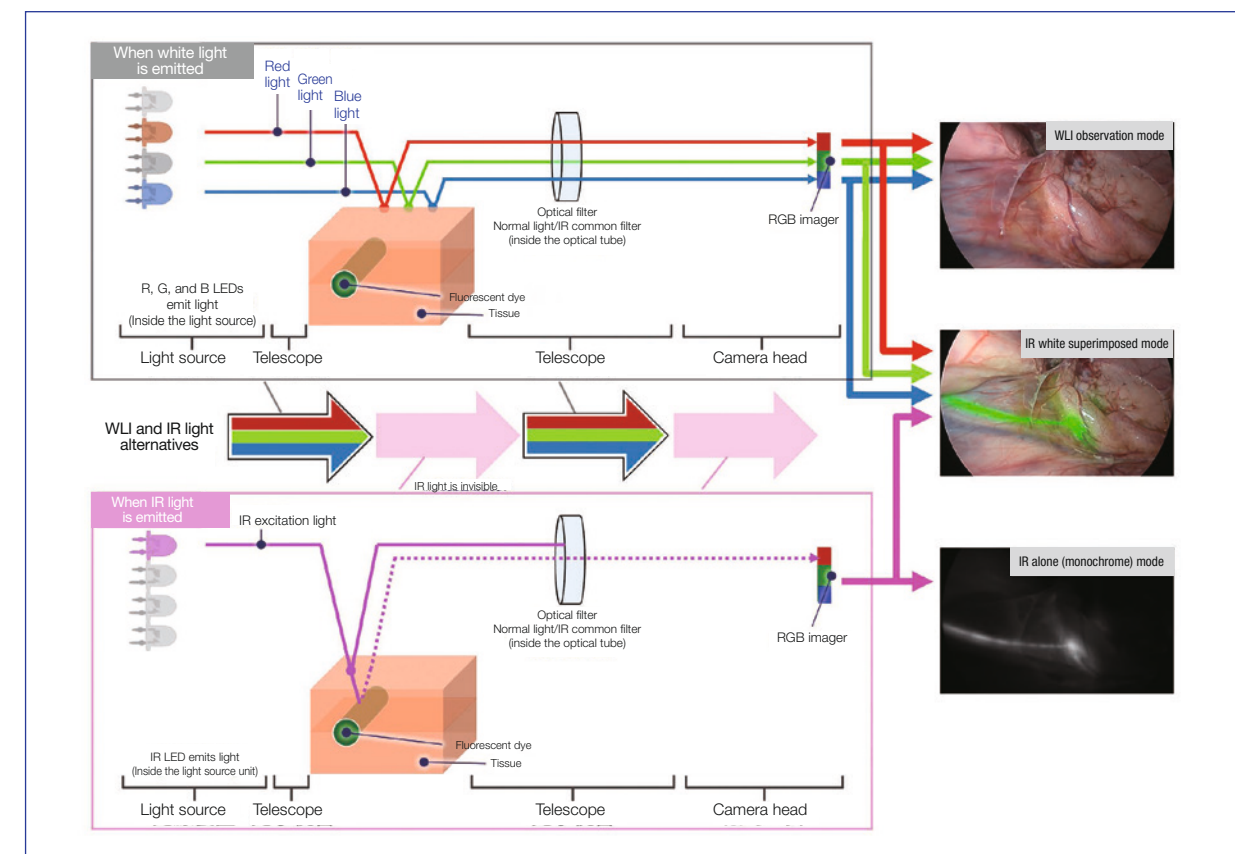 When white light
is emitted
Red
light
Green
light
Blue
light
Optical filter
Normal light/IR common filter
(inside the optical tube)
RGB imager
R, G, and B LEDs
emit light
(Inside the light source)
Fluorescent dye
Tissue
Light source
Telescope
Telescope
Camera head
WLI observation mode
IR white superimposed mode
IR alone (monochrome) mode
WLI and IR light
alternatives
IR light is invisible
When IR light
is emitted
IR excitation light
Optical filter
Normal light/IR common filter
(inside the optical tube)
RGB imager
IR LED emits light
(Inside the light source unit)
Fluorescent dye
Tissue
Light source
Telescope
Telescope
Camera head